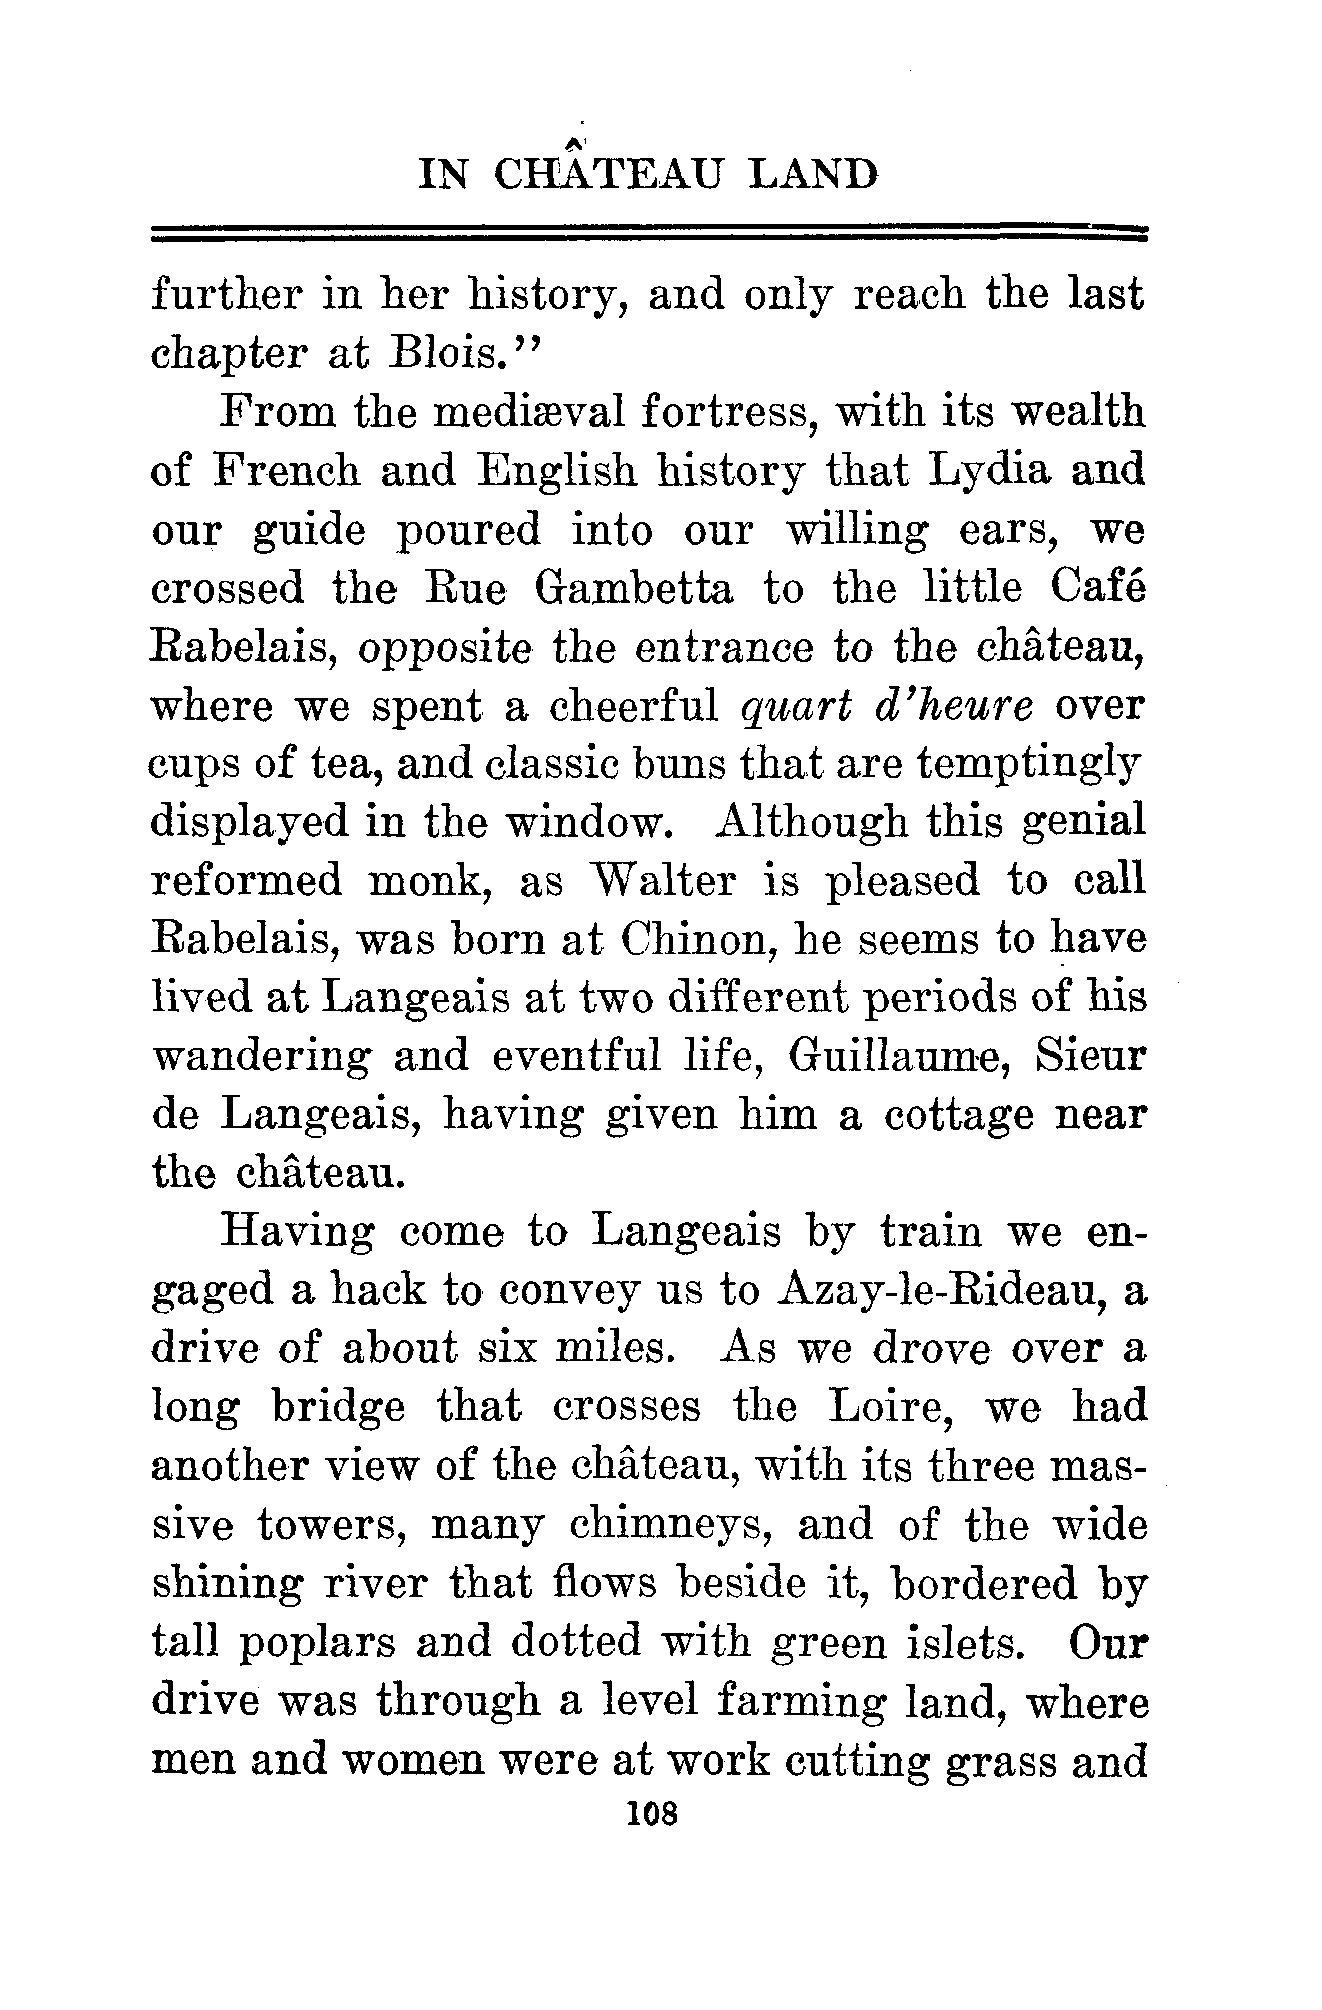 IN CHÂTEAU LAND
further in her history, and only reach the last
chapter at Blois.”
From the mediæval fortress, with its wealth
of French and English history that Lydia and
our guide poured into our willing ears, we
crossed the Rue Gambetta to the little Café
Rabelais, opposite the entrance to the château,
where we spent a cheerful quart d’heure over
cups of tea, and classic buns that are temptingly
displayed in the window. Although this genial
reformed monk, as Walter is pleased to call
Rabelais, was born at Chinon, he seems to have
lived at Langeais at two different periods of his
wandering and eventful life, Guillaume, Sieur
de Langeais, having given him a cottage near
the château.
Having come to Langeais by train we en-
gaged a hack to convey us to Azay-le-Rideau, a
drive of about six miles. As we drove over a
long bridge that crosses the Loire, we had
another view of the château, with its three mas-
sive towers, many chimneys, and of the wide
shining river that flows beside it, bordered by
tall poplars and dotted with green islets. Our
drive was through a level farming land, where
men and women were at work cutting grass and
108